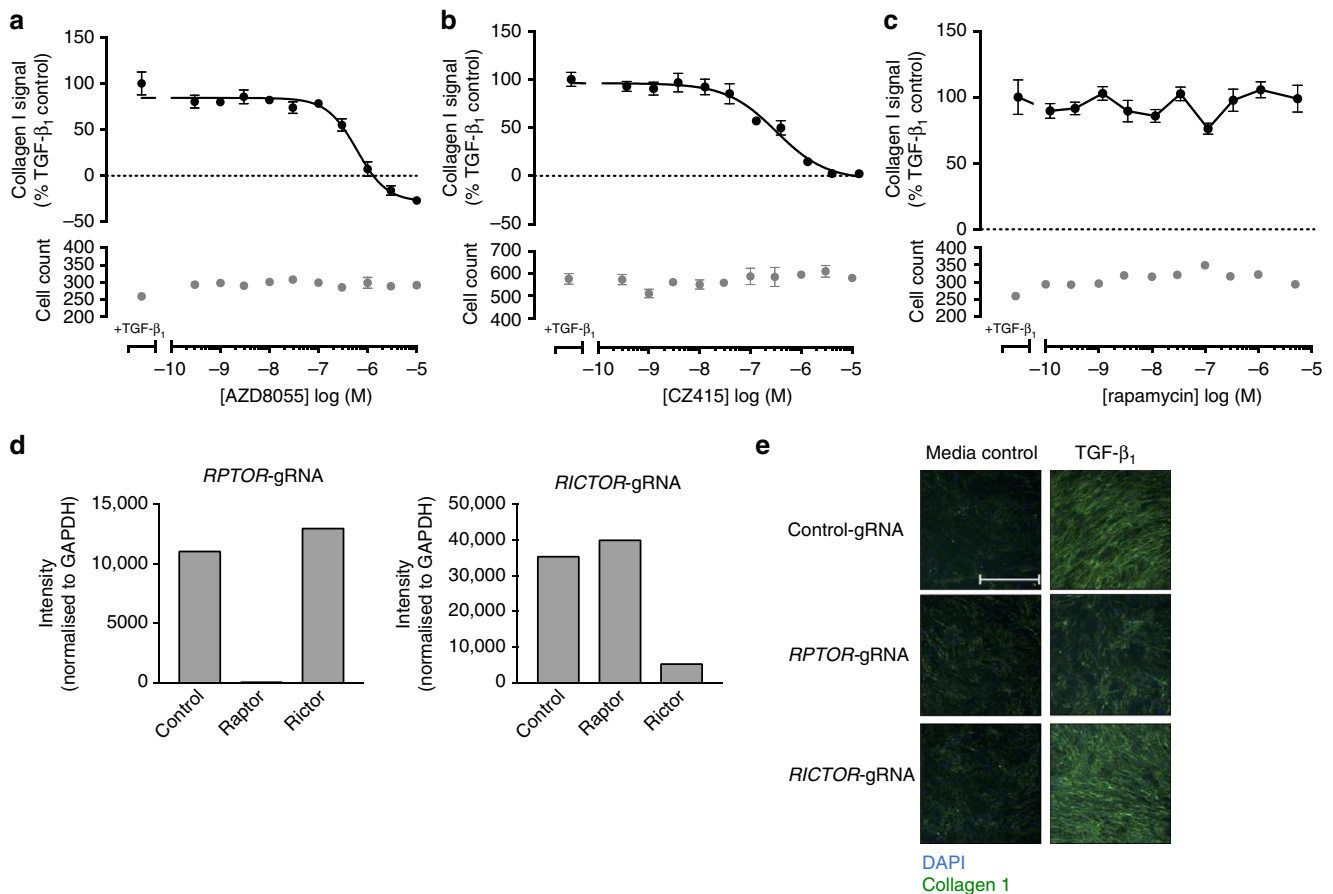 a
150
100
50
0
−50
Collagen I signal
(% TGF-β1 control)
400
350
300
250
200
Cell count
+TGF-β1
−10 −9 −8 −7 −6 −5
[AZD8055] log (M)
b
150
100
50
0
−50
Collagen I signal
(% TGF-β1 control)
700
600
500
400
Cell count
+TGF-β1
−10 −9 −8 −7 −6 −5
[CZ415] log (M)
c
150
100
50
0
Collagen I signal
(% TGF-β1 control)
400
350
300
250
200
Cell count
+TGF-β1
−10 −9 −8 −7 −6 −5
[rapamycin] log (M)
d
RPTOR-gRNA
15,000
10,000
5000
0
Intensity
(normalised to GAPDH)
Control Raptor Rictor
RICTOR-gRNA
50,000
40,000
30,000
20,000
10,000
0
Intensity
(normalised to GAPDH)
Control Raptor Rictor
e
Media control TGF-β1
Control-gRNA
RPTOR-gRNA
RICTOR-gRNA
DAPI
Collagen 1